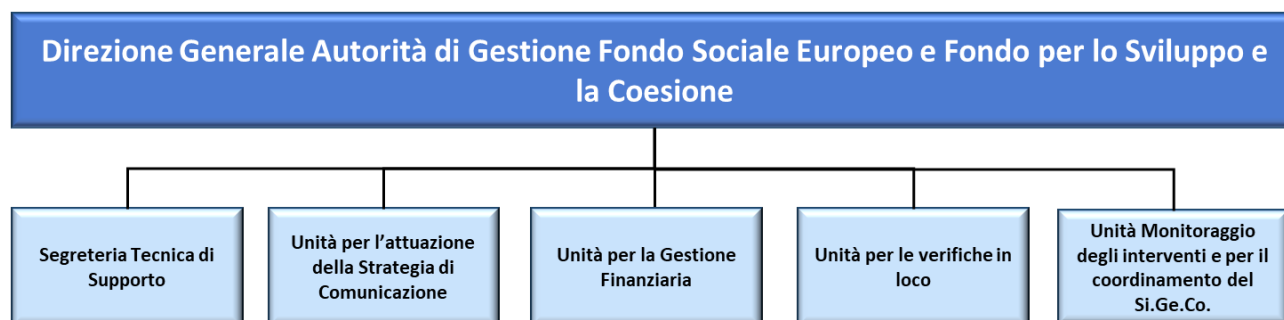 Direzione Generale Autorità di Gestione Fondo Sociale Europeo e Fondo per lo Sviluppo e
la Coesione
Segreteria Tecnica di
Supporto
Unità per l’attuazione
della Strategia di
Comunicazione
Unità per la Gestione
Finanziaria
Unità per le verifiche in
loco
Unità Monitoraggio
degli interventi e per il
coordinamento del
Si.Ge.Co.